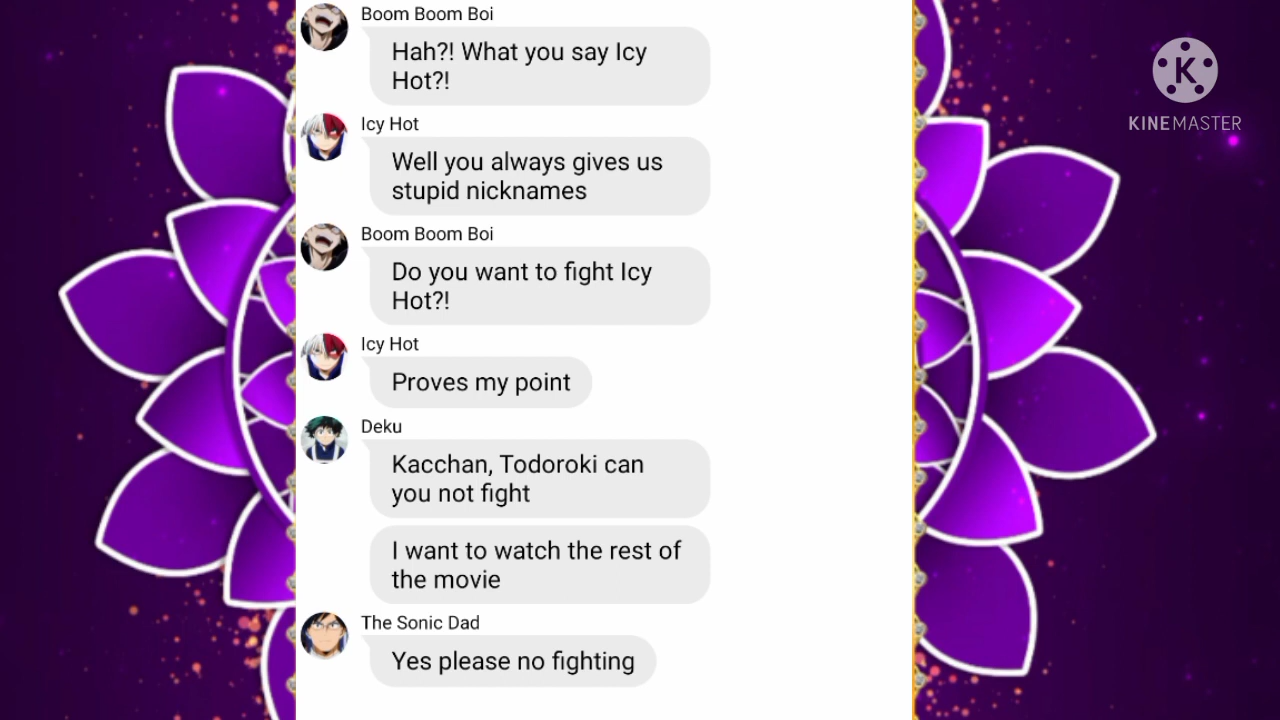 Boom Boom Boi
Hah?! What you say Icy
Hot?!
Icy Hot
Well you always gives us
stupid nicknames
Boom Boom Boi
Do you want to fight Icy
Hot?!
Icy Hot
Proves my point
Deku
Kacchan, Todoroki can
you not fight
I want to watch the rest of
the movie
The Sonic Dad
Yes please no fighting
K
KINEMASTER